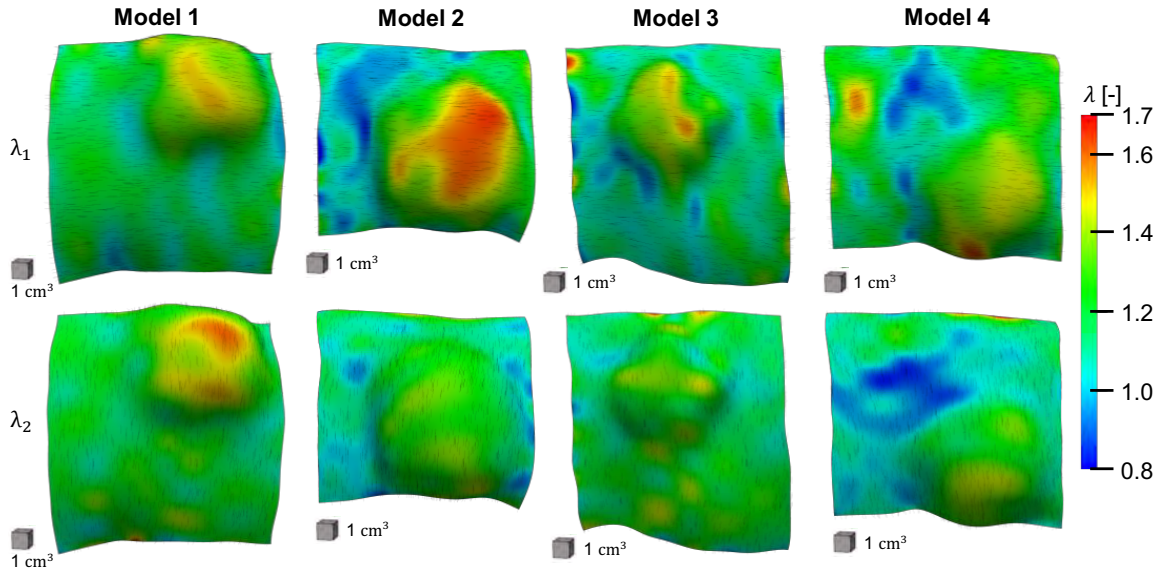 Model 1
Model 2
Model 3
Model 4
λ₁
λ [-]
1.7
1.6
1.4
1.2
1.0
0.8
1 cm³
1 cm³
1 cm³
1 cm³
λ₂
1 cm³
1 cm³
1 cm³
1 cm³